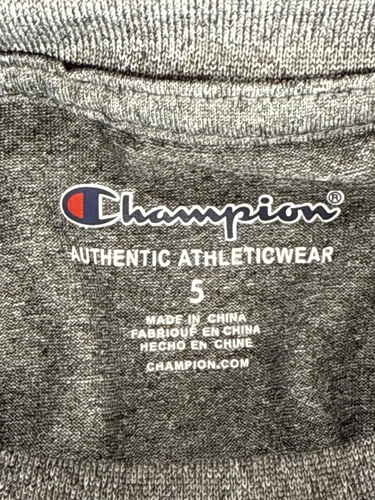 Champion®
AUTHENTIC ATHLETICWEAR
5
MADE IN CHINA
FABRIQUÉ EN CHINA
HECHO EN CHINE
CHAMPION.COM